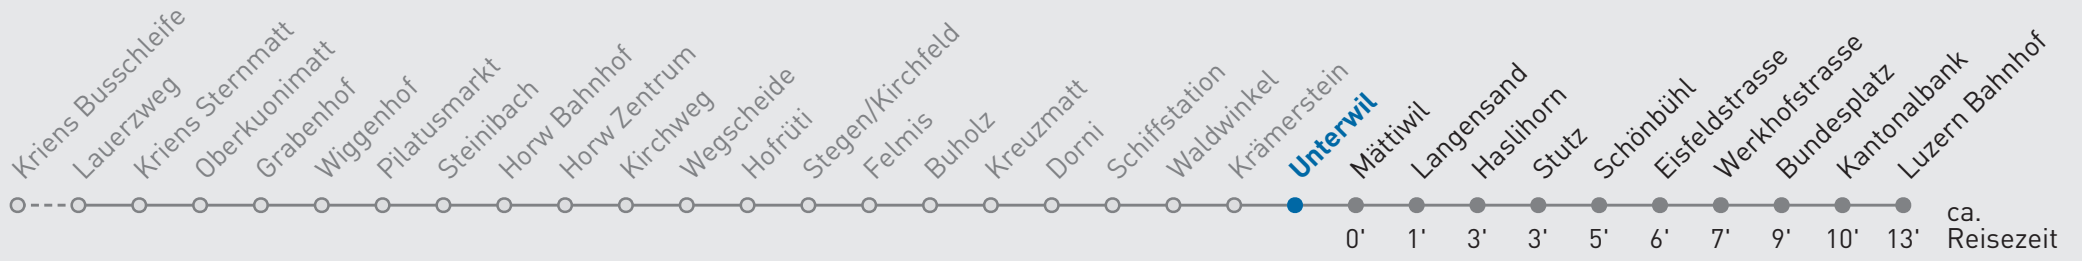 Kriens Busschleife
Lauerzweg
Kriens Sternmatt
Oberkuonimatt
Grabenhof
Wiggenhof
Pilatusmarkt
Steinibach
Horw Bahnhof
Horw Zentrum
Kirchweg
Wegscheide
Hofrüti
Stegen/Kirchfeld
Felmis
Buholz
Kreuzmatt
Dorni
Schiffstation
Waldwinkel
Krämerstein
Unterwil
Mättiwil
Langensand
Haslihorn
Stutz
Schönbühl
Eisfeldstrasse
Werkhofstrasse
Bundesplatz
Kantonalbank
Luzern Bahnhof
0' 1' 3' 3' 5' 6' 7' 9' 10' 13'
ca.
Reisezeit